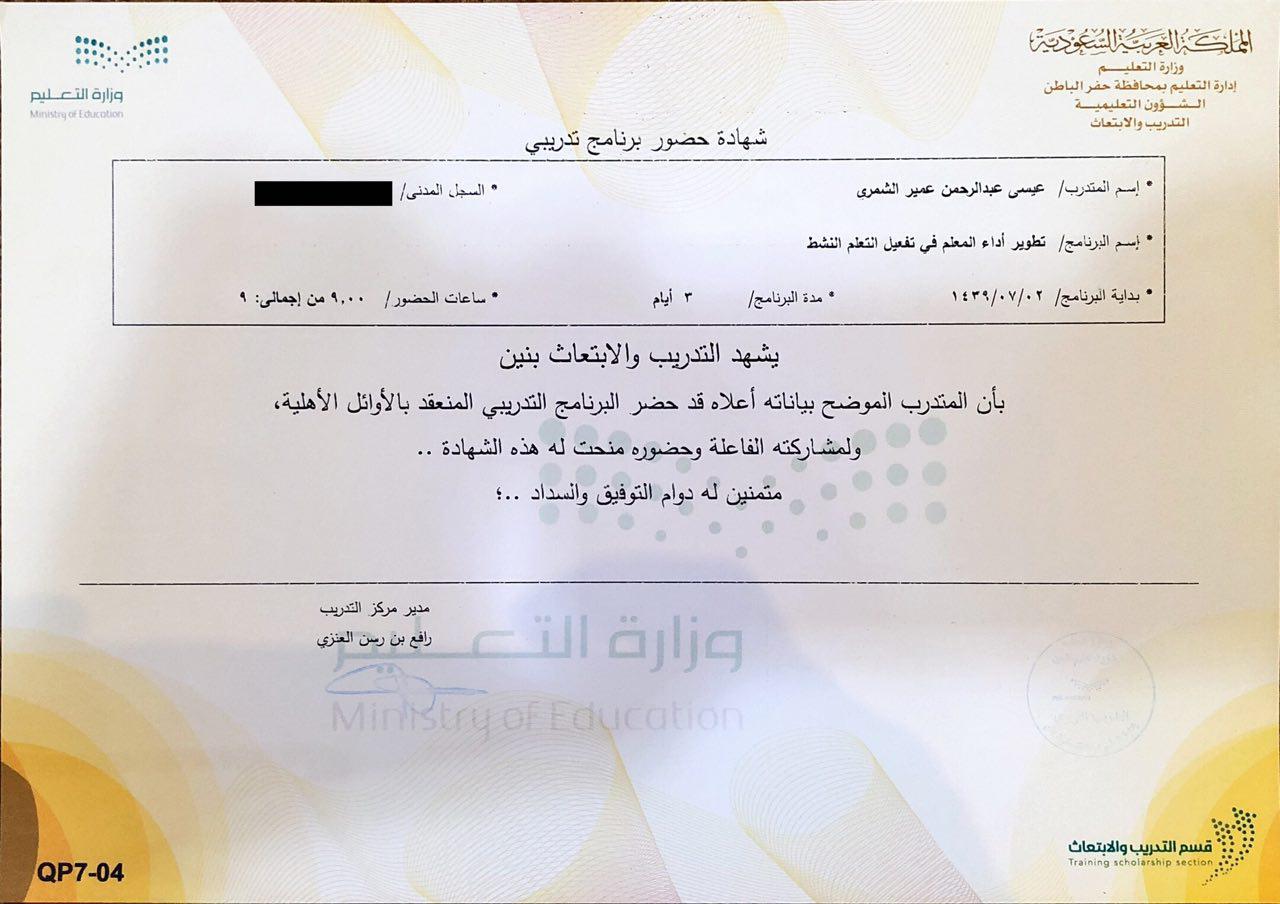 المملكة العربية السعودية
وزارة التعليم
إدارة التعليم بمحافظة حفر الباطن
الشؤون التعليمية
التدريب والابتعاث
وزارة التعليم
Ministry of Education
شهادة حضور برنامج تدريبي
* إسم المتدرب/ عيسى عبدالرحمن عمير الشمري * السجل المدنى/
* إسم البرنامج/ تطوير أداء المعلم في تفعيل التعلم النشط
* بداية البرنامج/ ١٤٣٩/٠٧/٠٢ * مدة البرنامج/ ٣ أيام * ساعات الحضور/ ٩,٠٠ من إجمالى: ٩
يشهد التدريب والابتعاث بنين
بأن المتدرب الموضح بياناته أعلاه قد حضر البرنامج التدريبي المنعقد بالأوائل الأهلية،
ولمشاركته الفاعلة وحضوره منحت له هذه الشهادة ..
متمنين له دوام التوفيق والسداد ..؛
مدير مركز التدريب
رافع بن رسن العنزي
وزارة التعليم
Ministry of Education
قسم التدريب والابتعاث
Training scholarship section
QP7-04